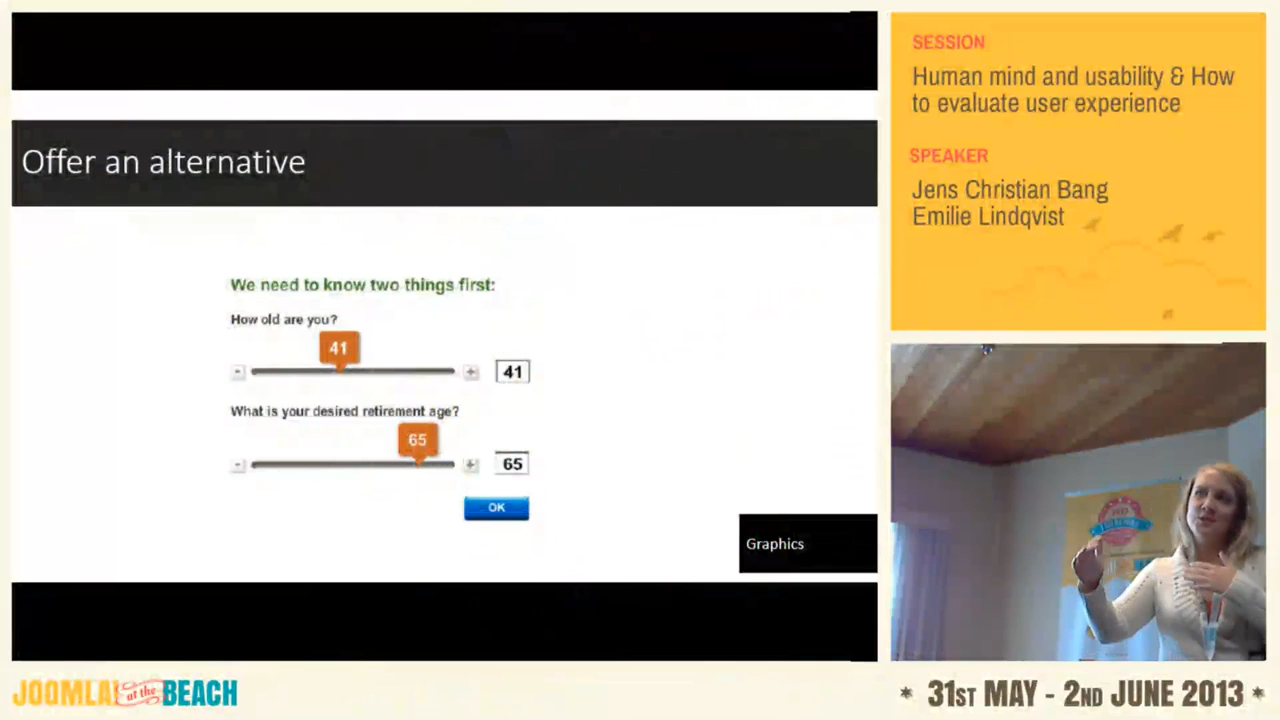 Offer an alternative
We need to know two things first:
How old are you?
41
- + 41
What is your desired retirement age?
65
- + 65
OK
Graphics
SESSION
Human mind and usability & How
to evaluate user experience
SPEAKER
Jens Christian Bang
Emilie Lindqvist
JOOMLA! at the BEACH
* 31ST MAY - 2ND JUNE 2013 *